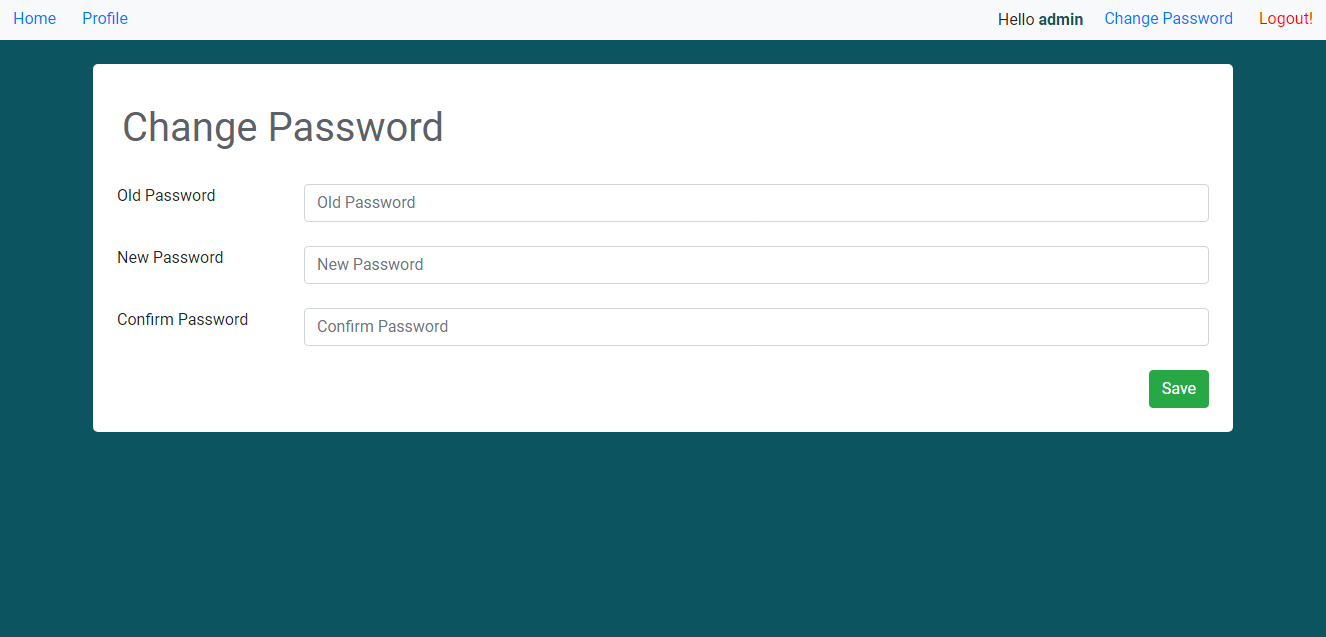 Home Profile Hello admin Change Password Logout!
Change Password
Old Password Old Password
New Password New Password
Confirm Password Confirm Password
Save